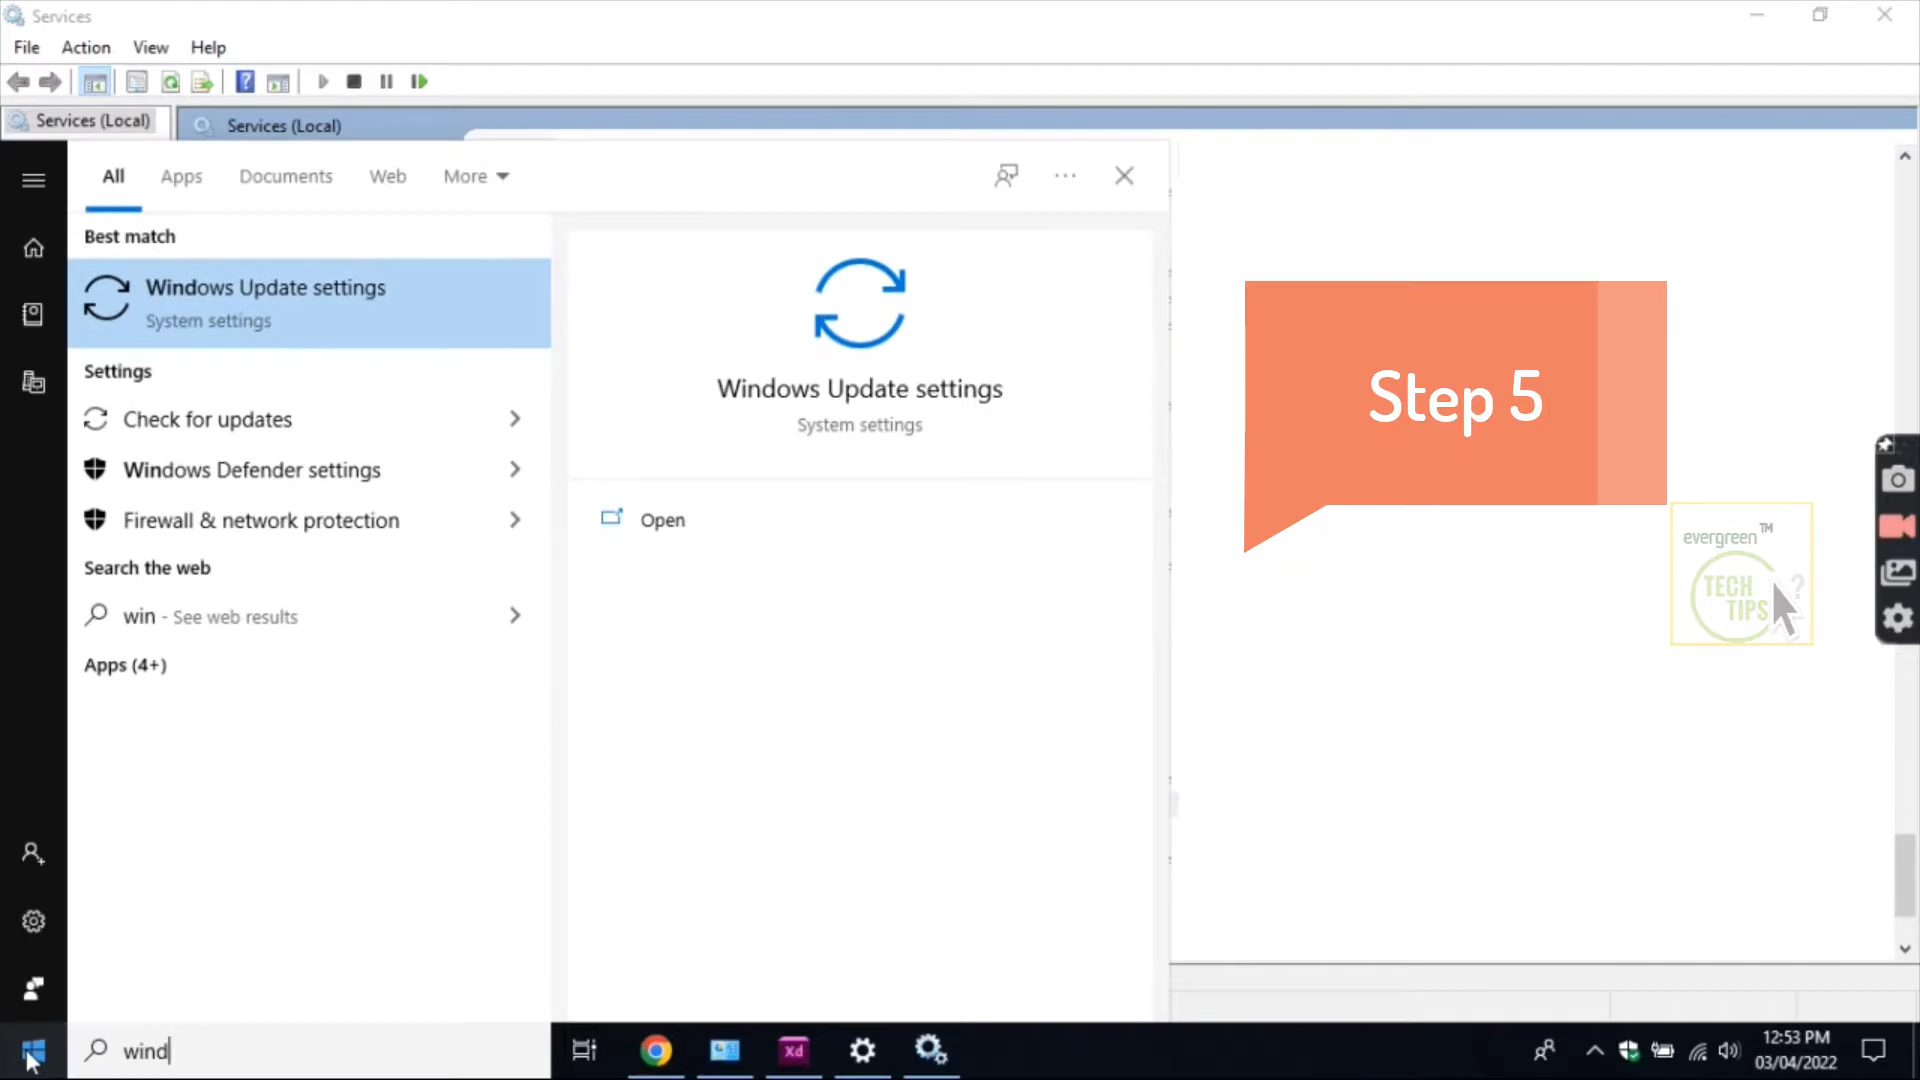 Services
File Action View Help
Services (Local)
Services (Local)
All Apps Documents Web More
Best match
Windows Update settings
System settings
Settings
Check for updates
Windows Defender settings
Firewall & network protection
Search the web
win - See web results
Apps (4+)
Windows Update settings
System settings
Open
Step 5
evergreen™
TECH
TIPS
?
wind
Xd
12:53 PM
03/04/2022